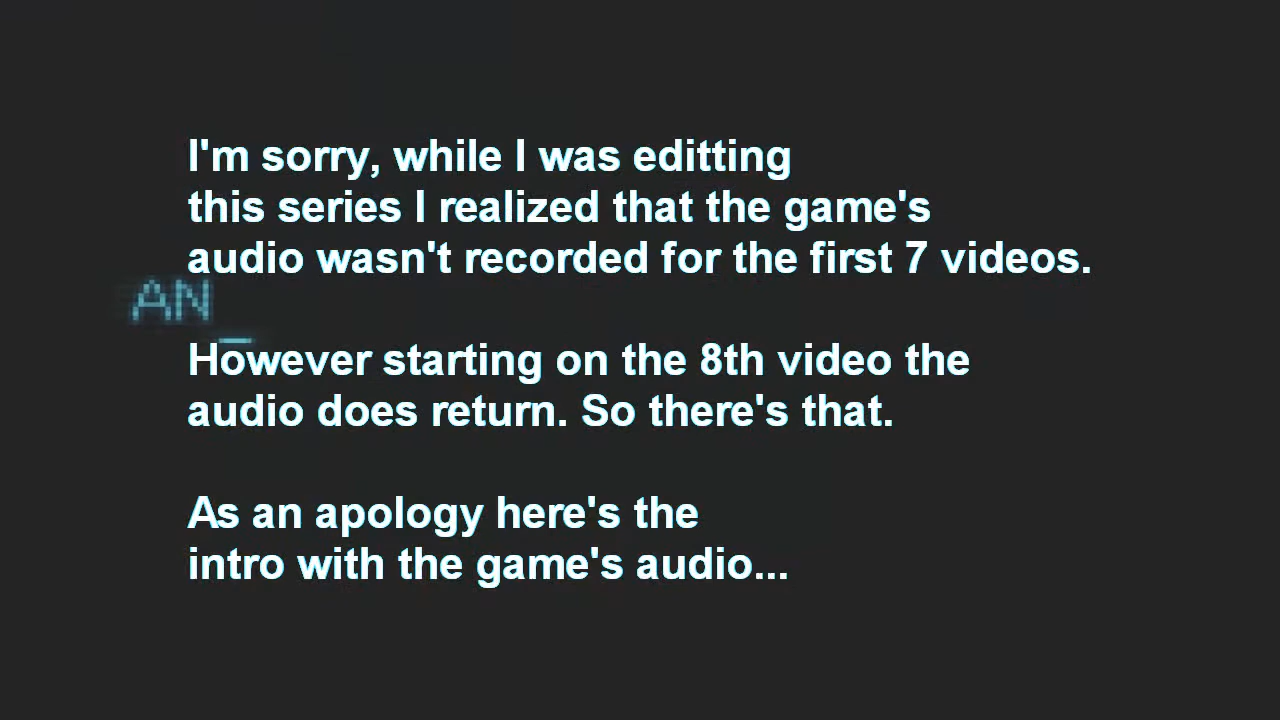 I'm sorry, while I was editting
this series I realized that the game's
audio wasn't recorded for the first 7 videos.
AN_
However starting on the 8th video the
audio does return. So there's that.
As an apology here's the
intro with the game's audio...